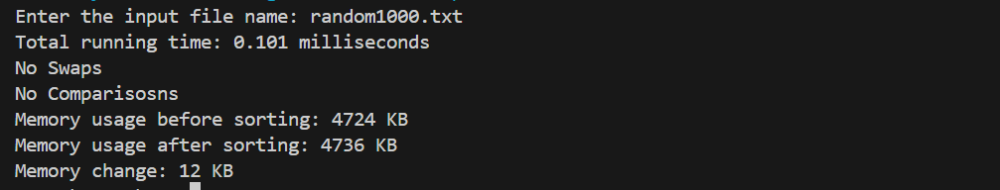 Enter the input file name: random1000.txt
Total running time: 0.101 milliseconds
No Swaps
No Comparisosns
Memory usage before sorting: 4724 KB
Memory usage after sorting: 4736 KB
Memory change: 12 KB